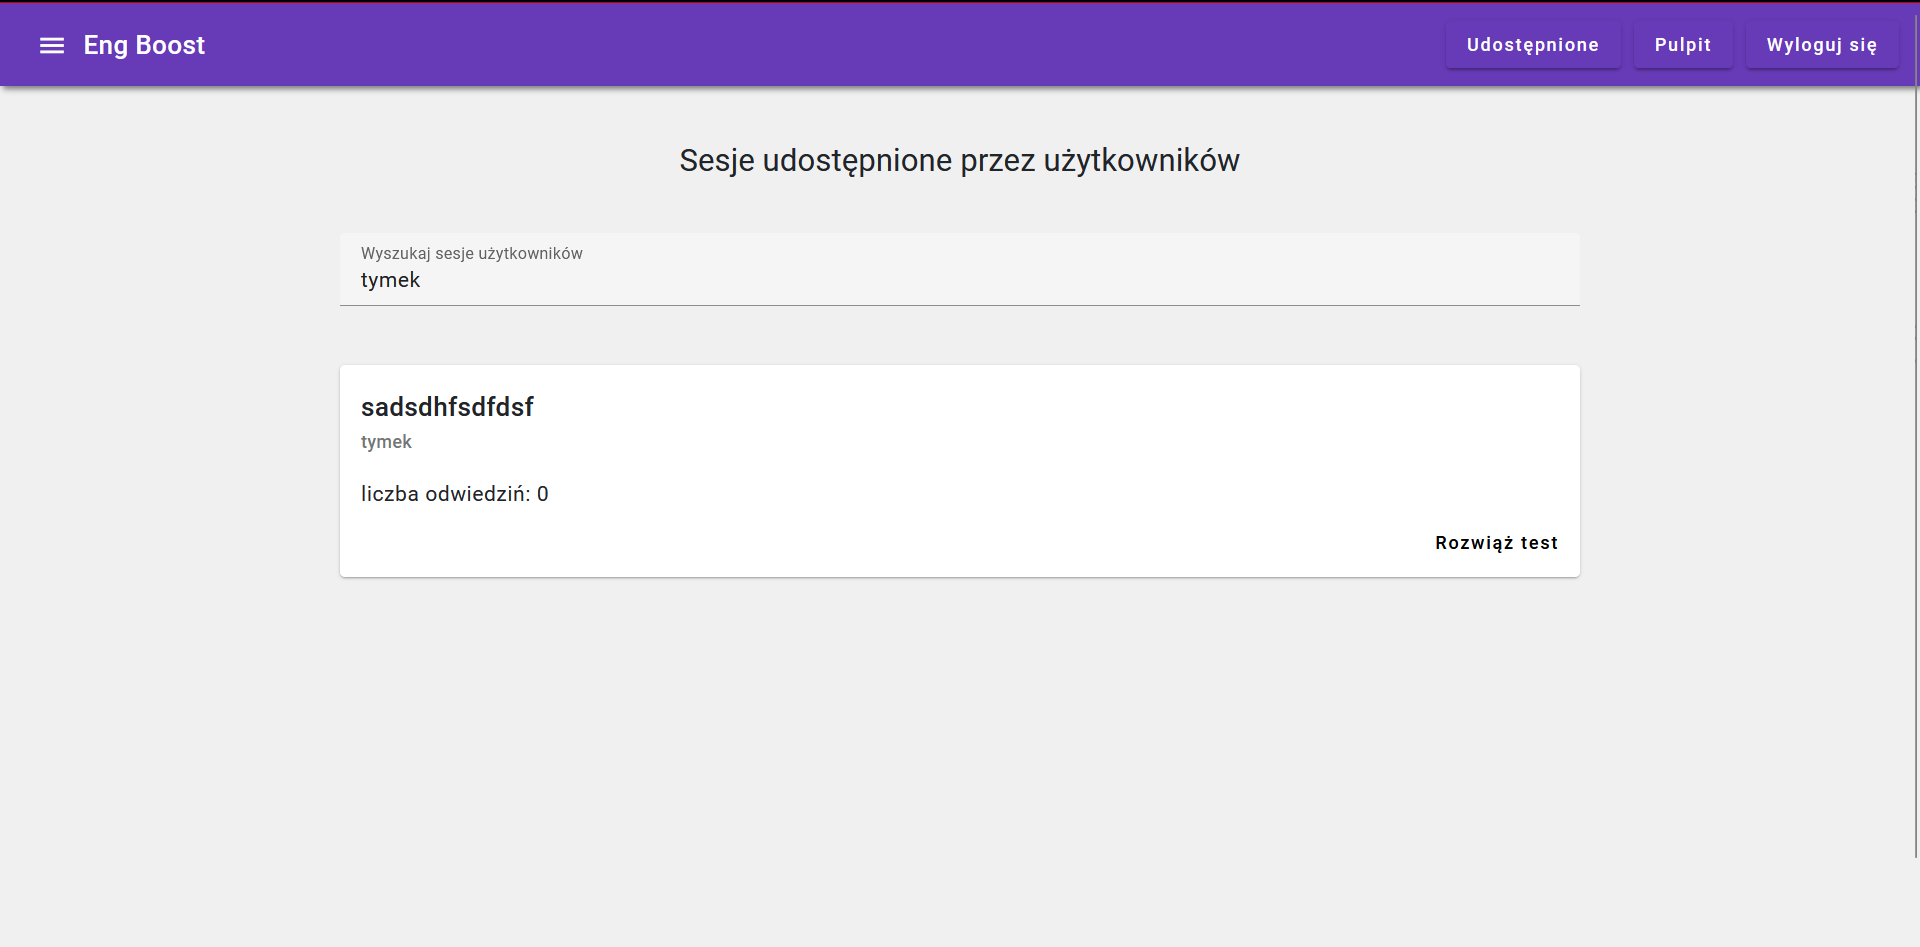 Eng Boost
Udostępnione
Pulpit
Wyloguj się
Sesje udostępnione przez użytkowników
Wyszukaj sesje użytkowników
tymek
sadsdhfsdfdsf
tymek
liczba odwiedziń: 0
Rozwiąż test